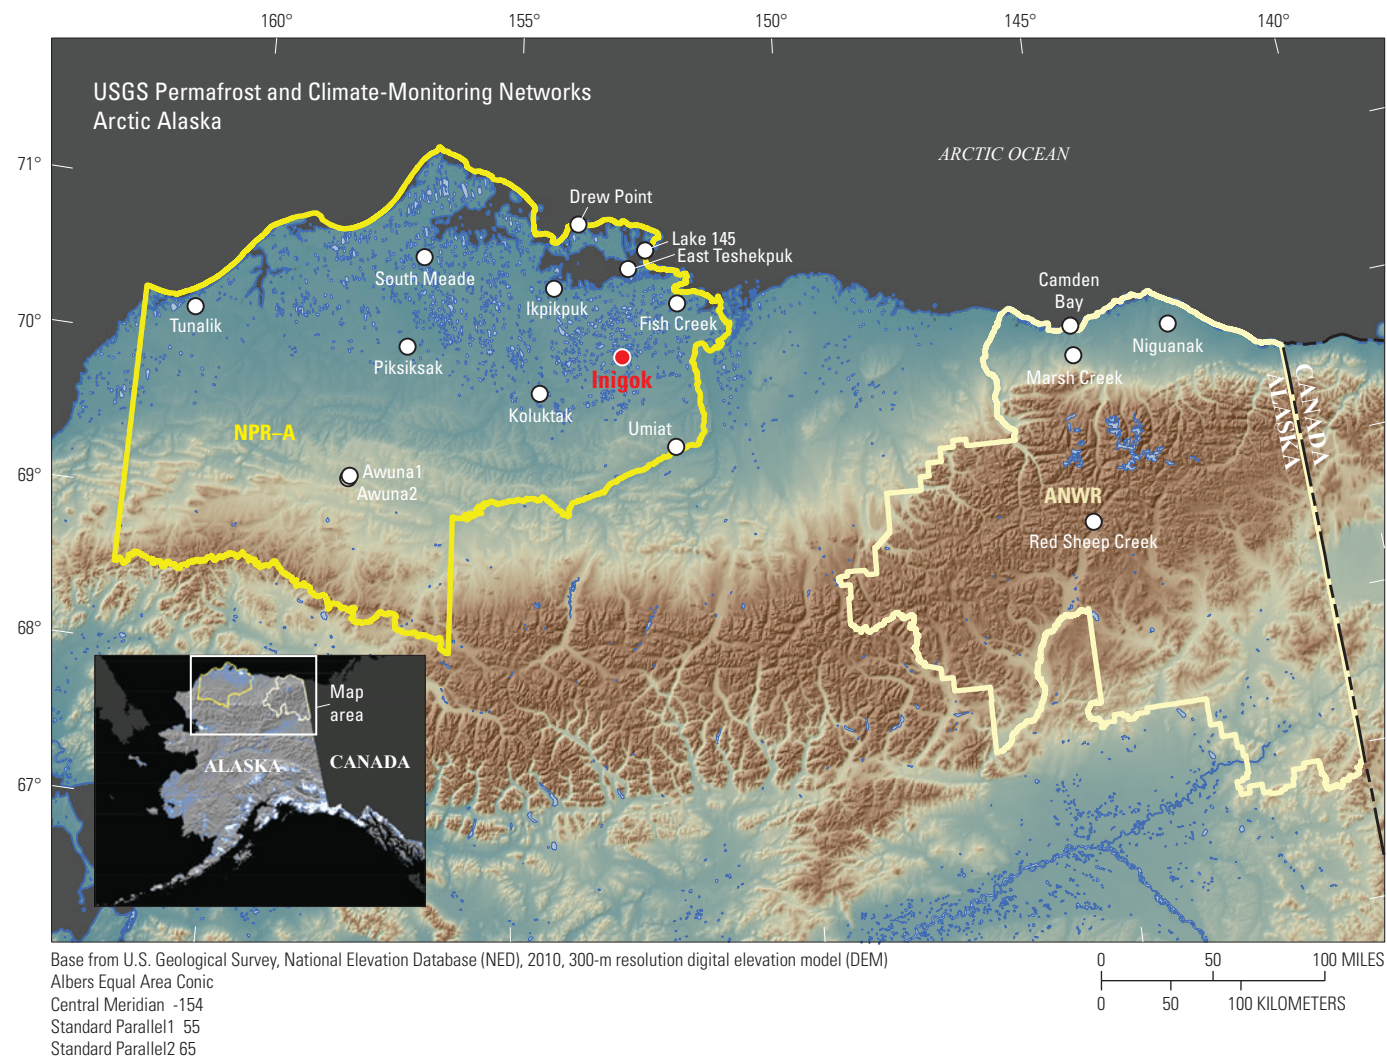 160°
155°
150°
145°
140°
USGS Permafrost and Climate-Monitoring Networks
Arctic Alaska
71°
70°
69°
68°
67°
ARCTIC OCEAN
Drew Point
Lake 145
East Teshekpuk
South Meade
Ikpikpuk
Tunalik
Fish Creek
Piksiksak
Inigok
Koluktak
Umiat
NPR–A
Awuna1
Awuna2
Camden
Bay
Niguanak
Marsh Creek
CANADA
ALASKA
ANWR
Red Sheep Creek
Map
area
ALASKA
CANADA
Base from U.S. Geological Survey, National Elevation Database (NED), 2010, 300-m resolution digital elevation model (DEM)
Albers Equal Area Conic
Central Meridian -154
Standard Parallel1 55
Standard Parallel2 65
0 50 100 MILES
0 50 100 KILOMETERS